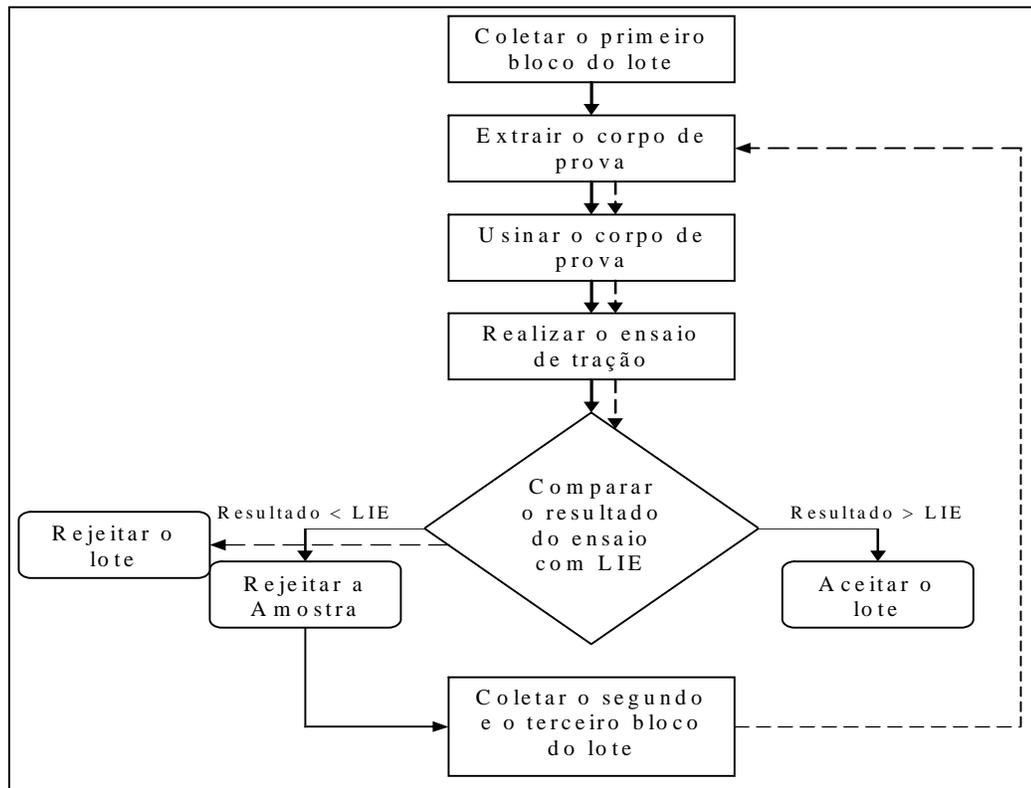 Coletar o primeiro
bloco do lote
Extrair o corpo de
prova
Usinar o corpo de
prova
Realizar o ensaio
de tração
Comparar
o resultado
do ensaio
com LIE
Resultado < LIE
Resultado > LIE
Rejeitar o
lote
Rejeitar a
Amostra
Aceitar o
lote
Coletar o segundo
e o terceiro bloco
do lote